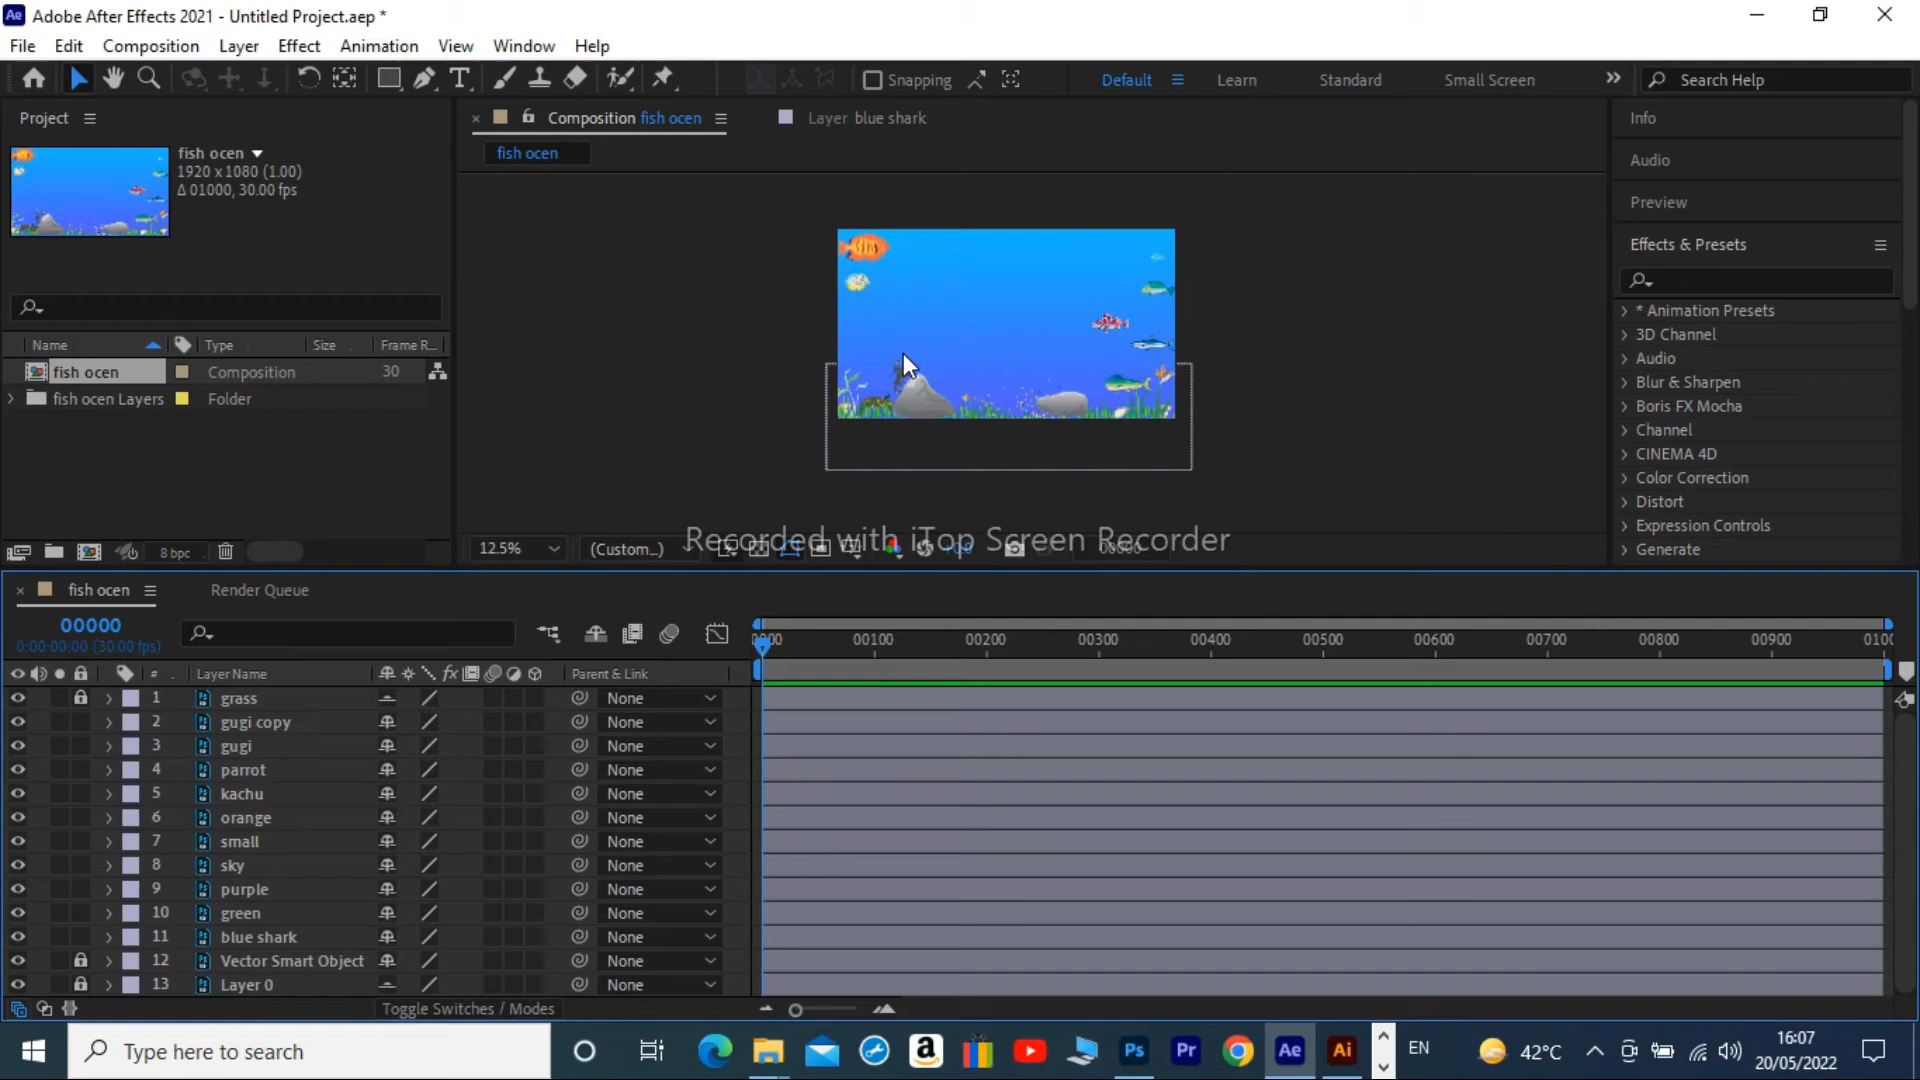 Adobe After Effects 2021 - Untitled Project.aep *
File Edit Composition Layer Effect Animation View Window Help
Snapping Default Learn Standard Small Screen Search Help
Project
fish ocen
1920 x 1080 (1.00)
Δ 01000, 30.00 fps
Name Type Size Frame R...
fish ocen Composition 30
fish ocen Layers Folder
8 bpc
Composition fish ocen Layer blue shark
fish ocen
12.5% (Custom...) +0.0 00000
Recorded with iTop Screen Recorder
Info
Audio
Preview
Effects & Presets
* Animation Presets
3D Channel
Audio
Blur & Sharpen
Boris FX Mocha
Channel
CINEMA 4D
Color Correction
Distort
Expression Controls
Generate
fish ocen Render Queue
00000
0:00:00:00 (30.00 fps)
0000 00100 00200 00300 00400 00500 00600 00700 00800 00900 0100
# Layer Name Parent & Link
1 grass None
2 gugi copy None
3 gugi None
4 parrot None
5 kachu None
6 orange None
7 small None
8 sky None
9 purple None
10 green None
11 blue shark None
12 Vector Smart Object None
13 Layer 0 None
Toggle Switches / Modes
Type here to search
Ps Pr Ae Ai
EN
42°C
16:07
20/05/2022